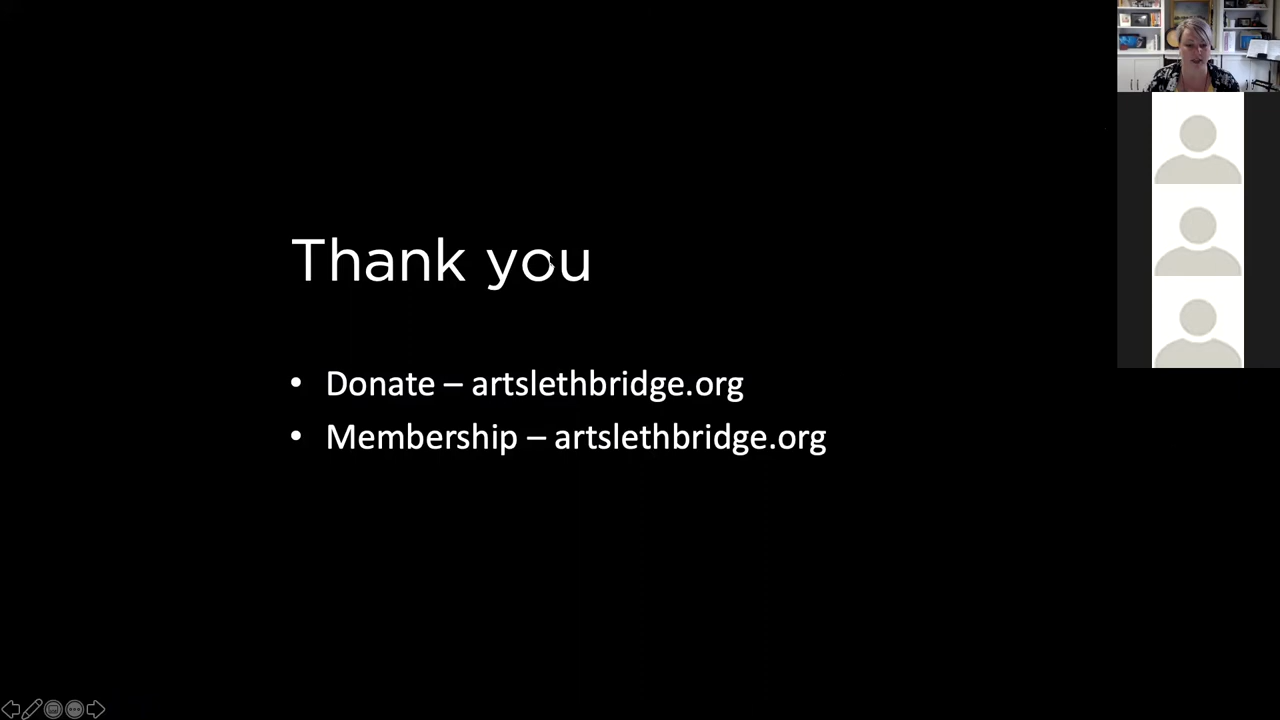 Thank you
• Donate – artslethbridge.org
• Membership – artslethbridge.org